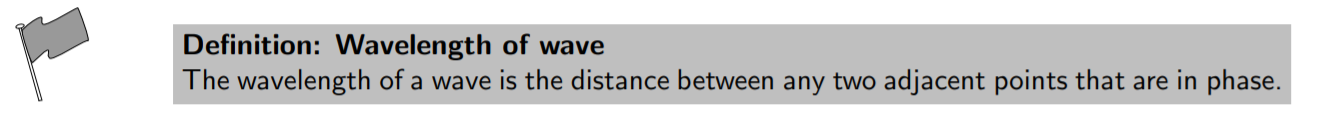 Definition: Wavelength of wave
The wavelength of a wave is the distance between any two adjacent points that are in phase.